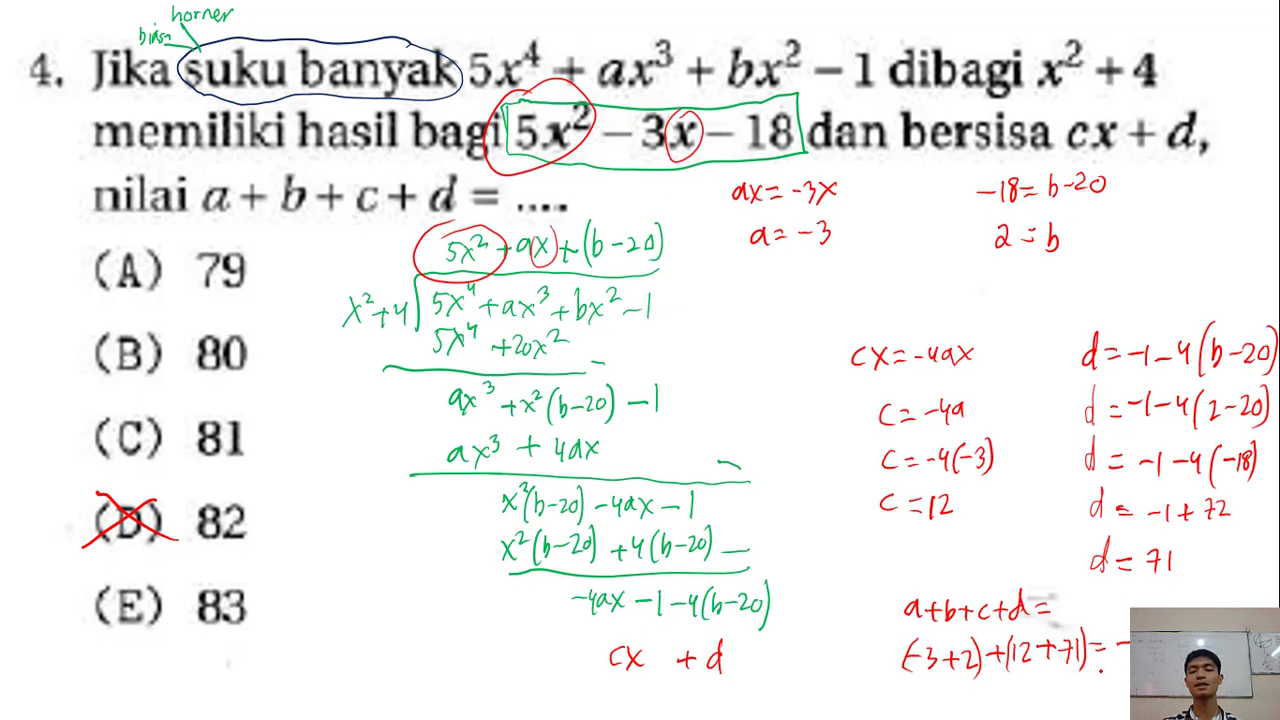 horner
biasa
4. Jika suku banyak 5x⁴ + ax³ + bx² – 1 dibagi x² + 4
memiliki hasil bagi 5x² – 3x – 18 dan bersisa cx + d,
nilai a + b + c + d = ....
(A) 79
(B) 80
(C) 81
(D) 82
(E) 83
5x² + ax + (b-20)
x²+4 5x⁴ + ax³ + bx² - 1
5x⁴ + 20x² -
ax³ + x²(b-20) - 1
ax³ + 4ax -
x²(b-20) - 4ax - 1
x²(b-20) + 4(b-20) -
-4ax - 1 - 4(b-20)
cx + d
ax = -3x
a = -3
-18 = b-20
2 = b
cx = -4ax
c = -4a
c = -4(-3)
c = 12
d = -1 - 4(b-20)
d = -1 - 4(2-20)
d = -1 - 4(-18)
d = -1 + 72
d = 71
a+b+c+d =
(-3+2) + (12+71) = -